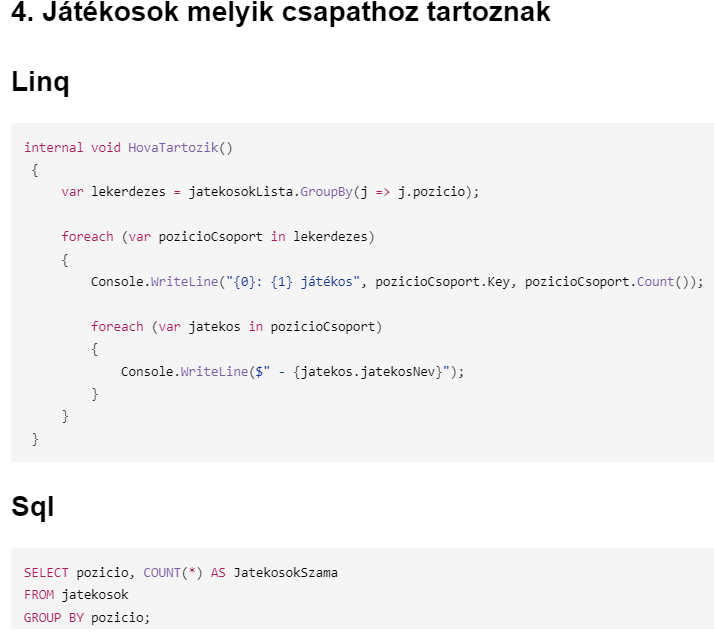 4. Játékosok melyik csapathoz tartoznak
Linq
internal void HovaTartozik()
{
var lekerdezes = jatekosokLista.GroupBy(j => j.pozicio);
foreach (var pozicioCsoport in lekerdezes)
{
Console.WriteLine("{0}: {1} játékos", pozicioCsoport.Key, pozicioCsoport.Count());
foreach (var jatekos in pozicioCsoport)
{
Console.WriteLine($" - {jatekos.jatekosNev}");
}
}
}
Sql
SELECT pozicio, COUNT(*) AS JatekosokSzama
FROM jatekosok
GROUP BY pozicio;